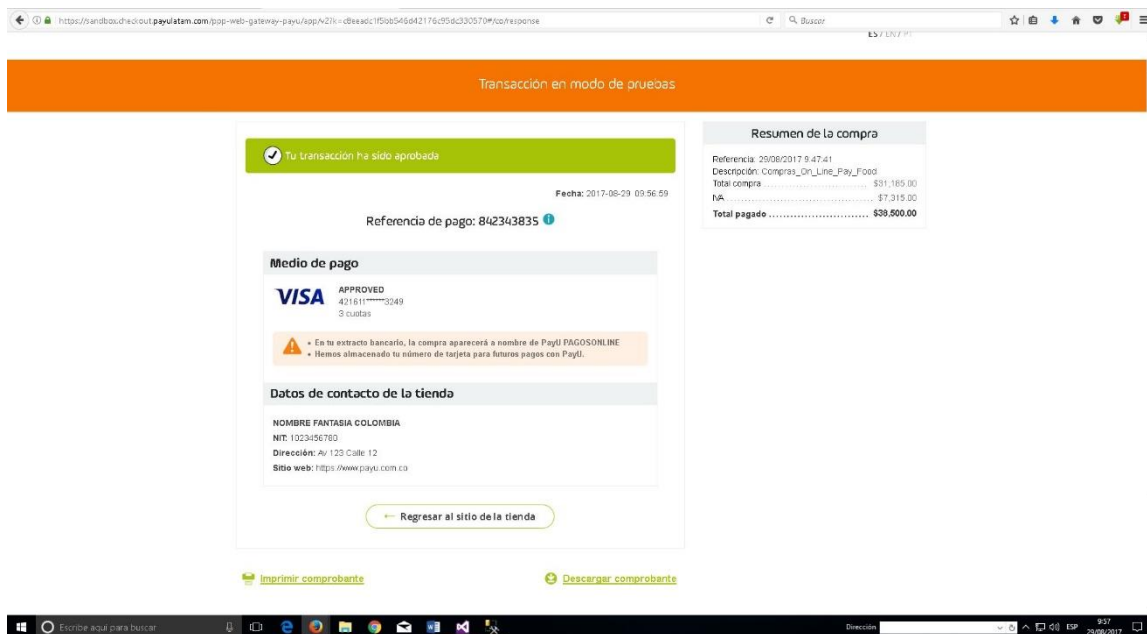 https://sandbox.checkout.payulatam.com/ppp-web-gateway-payu/app/v2?k=c8eeadc1f5bb546d42176c95dc330570#/co/response
Buscar
ES / EN / PT
Transacción en modo de pruebas
Tu transacción ha sido aprobada
Fecha: 2017-08-29 09:56:59
Referencia de pago: 842343835
Medio de pago
VISA
APPROVED
421611******3249
3 cuotas
• En tu extracto bancario, la compra aparecerá a nombre de PayU PAGOSONLINE
• Hemos almacenado tu número de tarjeta para futuros pagos con PayU.
Datos de contacto de la tienda
NOMBRE FANTASIA COLOMBIA
NIT: 1023456780
Dirección: Av 123 Calle 12
Sitio web: https://www.payu.com.co
← Regresar al sitio de la tienda
Imprimir comprobante
Descargar comprobante
Resumen de la compra
Referencia: 29/08/2017 9:47:41
Descripción: Compras_On_Line_Pay_Food
Total compra $31,185.00
IVA $7,315.00
Total pagado $38,500.00
Escribe aquí para buscar
Dirección
ESP
9:57
29/08/2017